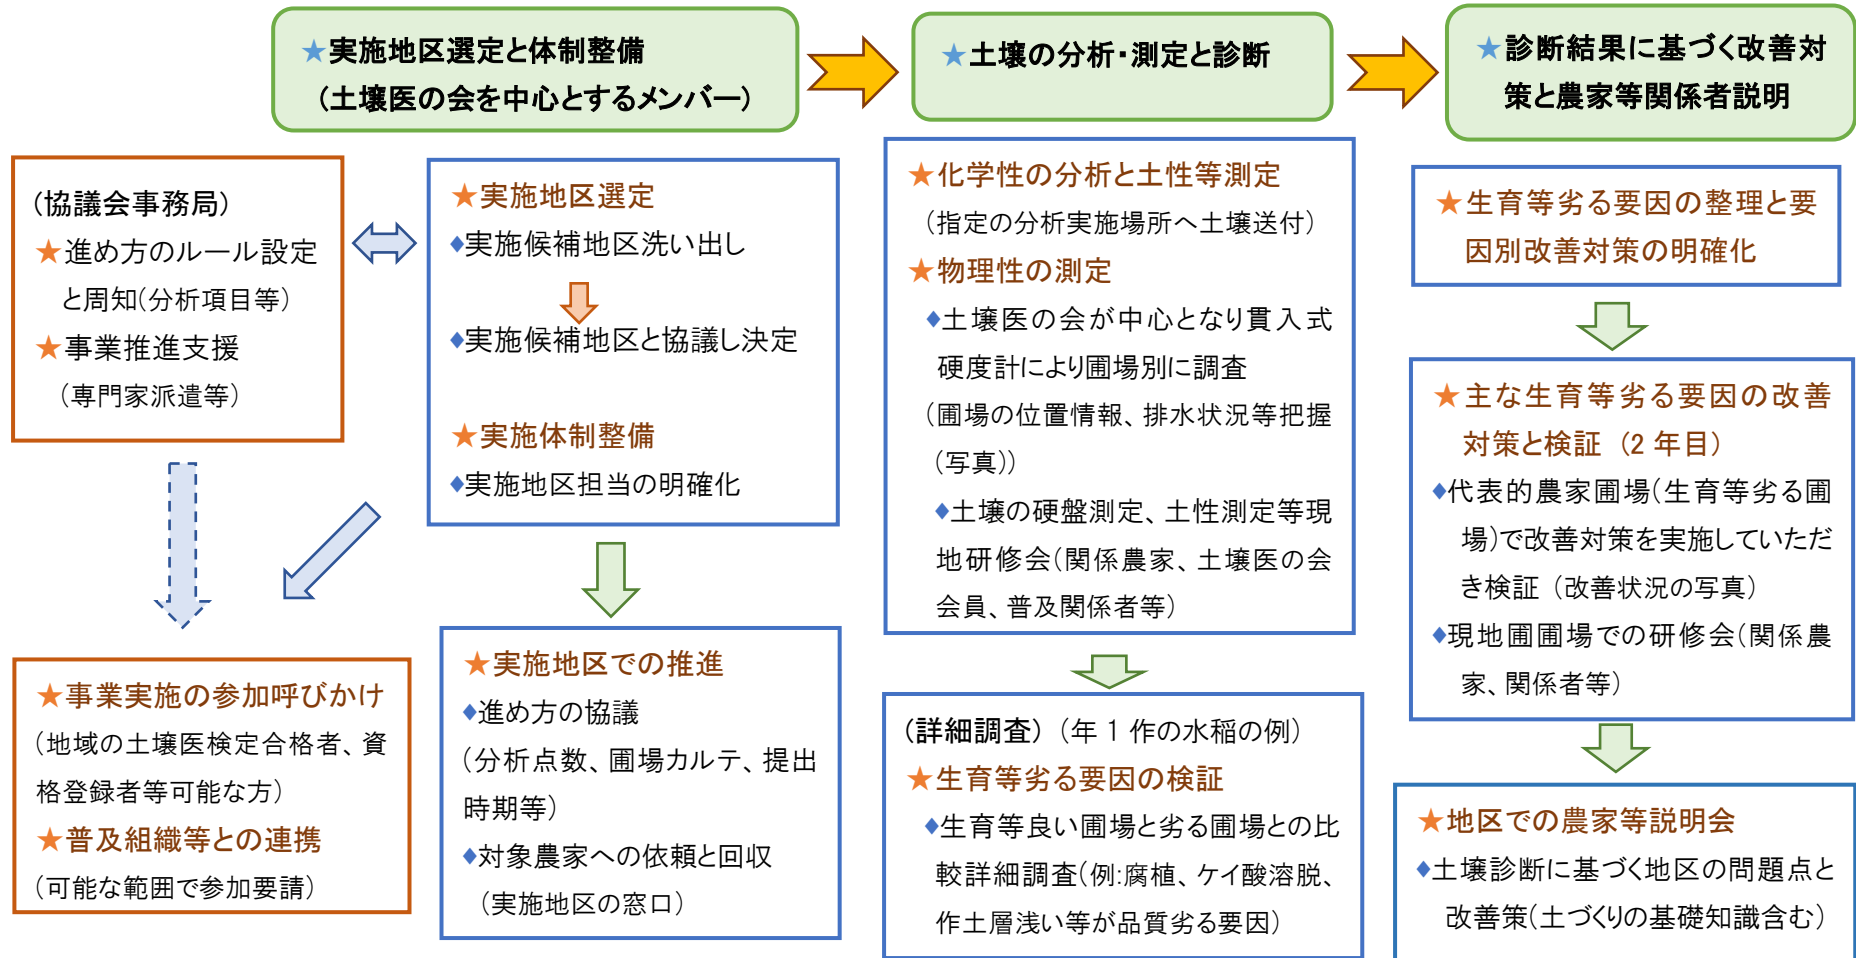 ★実施地区選定と体制整備
(土壌医の会を中心とするメンバー)
★土壌の分析・測定と診断
★診断結果に基づく改善対
策と農家等関係者説明
(協議会事務局)
★進め方のルール設定
と周知(分析項目等)
★事業推進支援
(専門家派遣等)
★実施地区選定
♦実施候補地区洗い出し
♦実施候補地区と協議し決定
★実施体制整備
♦実施地区担当の明確化
★事業実施の参加呼びかけ
(地域の土壌医検定合格者、資
格登録者等可能な方)
★普及組織等との連携
(可能な範囲で参加要請)
★実施地区での推進
♦進め方の協議
(分析点数、圃場カルテ、提出
時期等)
♦対象農家への依頼と回収
(実施地区の窓口)
★化学性の分析と土性等測定
(指定の分析実施場所へ土壌送付)
★物理性の測定
♦土壌医の会が中心となり貫入式
硬度計により圃場別に調査
(圃場の位置情報、排水状況等把握
(写真))
♦土壌の硬盤測定、土性測定等現
地研修会(関係農家、土壌医の会
会員、普及関係者等)
(詳細調査)(年 1 作の水稲の例)
★生育等劣る要因の検証
♦生育等良い圃場と劣る圃場との比
較詳細調査(例:腐植、ケイ酸溶脱、
作土層浅い等が品質劣る要因)
★生育等劣る要因の整理と要
因別改善対策の明確化
★主な生育等劣る要因の改善
対策と検証 (2 年目)
♦代表的農家圃場(生育等劣る圃
場)で改善対策を実施していただ
き検証 (改善状況の写真)
♦現地圃圃場での研修会(関係農
家、関係者等)
★地区での農家等説明会
♦土壌診断に基づく地区の問題点と
改善策(土づくりの基礎知識含む)